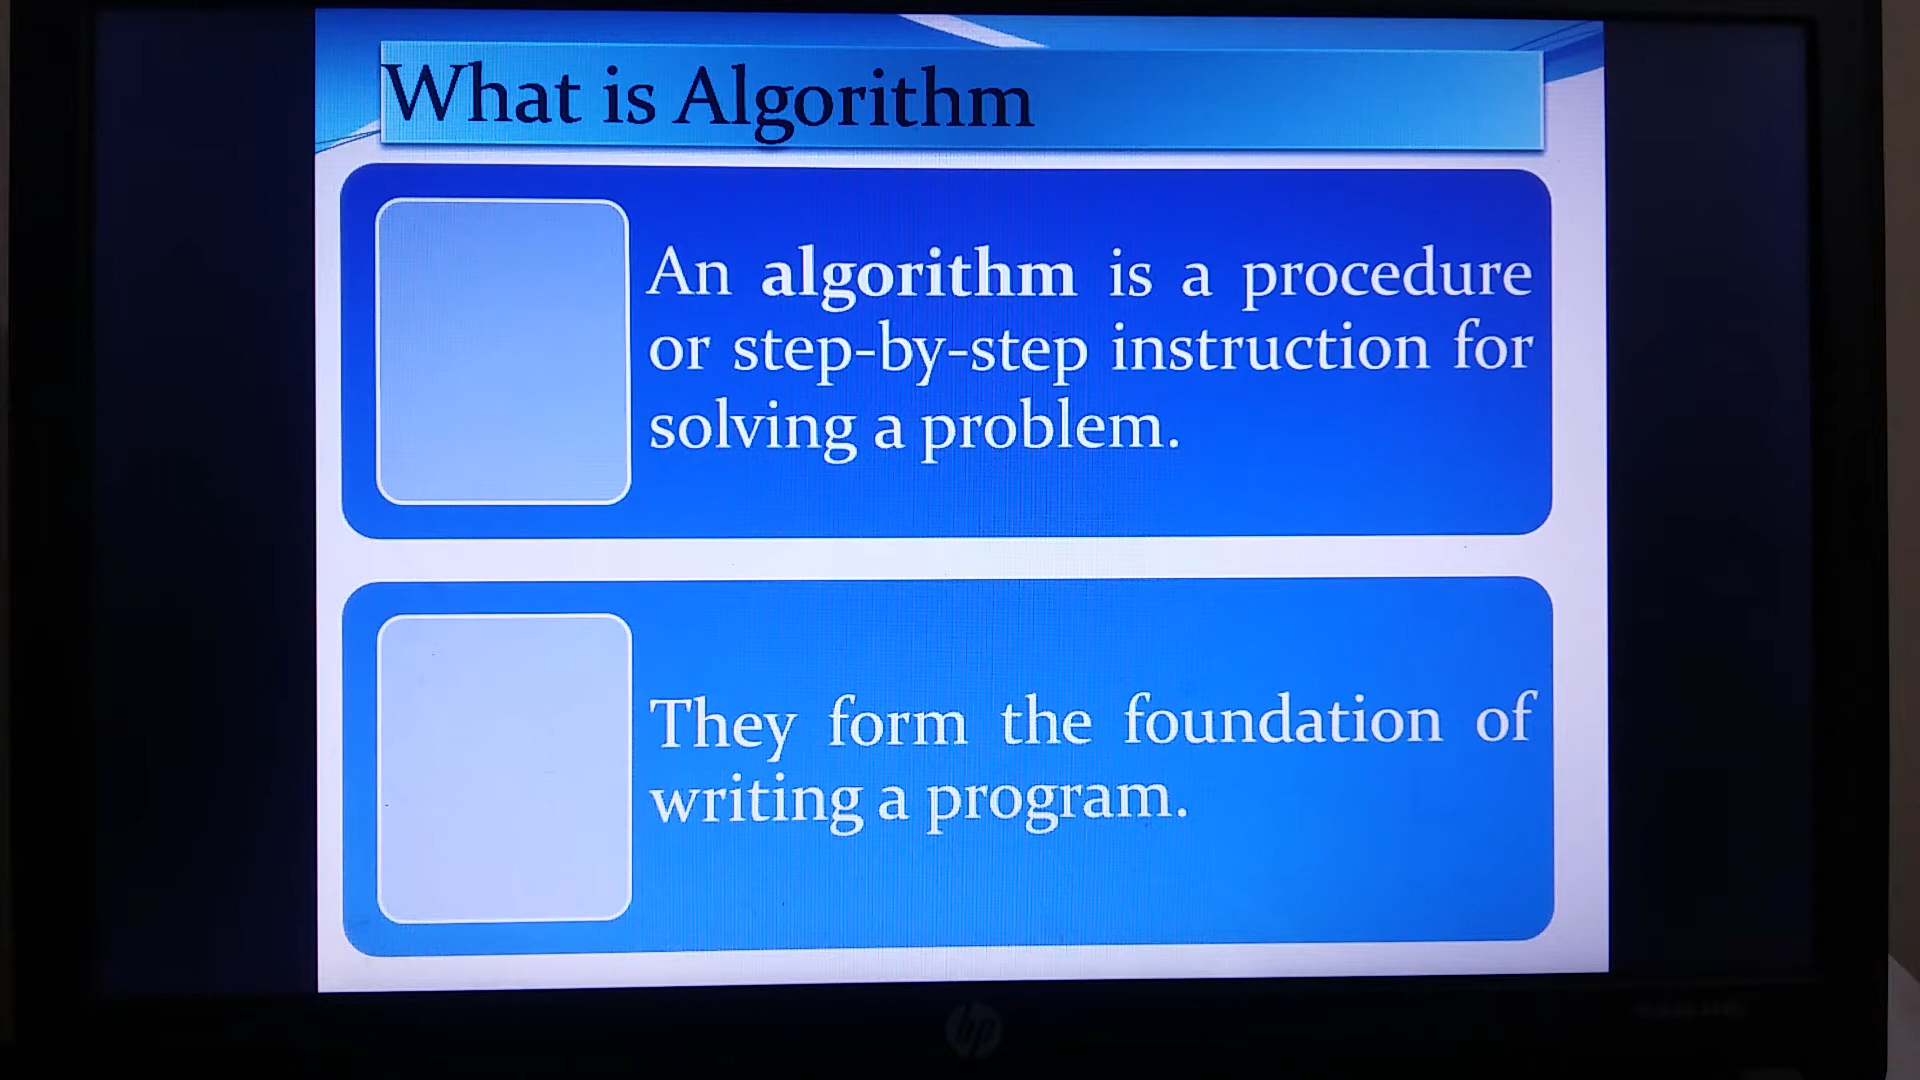 What is Algorithm
An algorithm is a procedure
or step-by-step instruction for
solving a problem.
They form the foundation of
writing a program.
hp